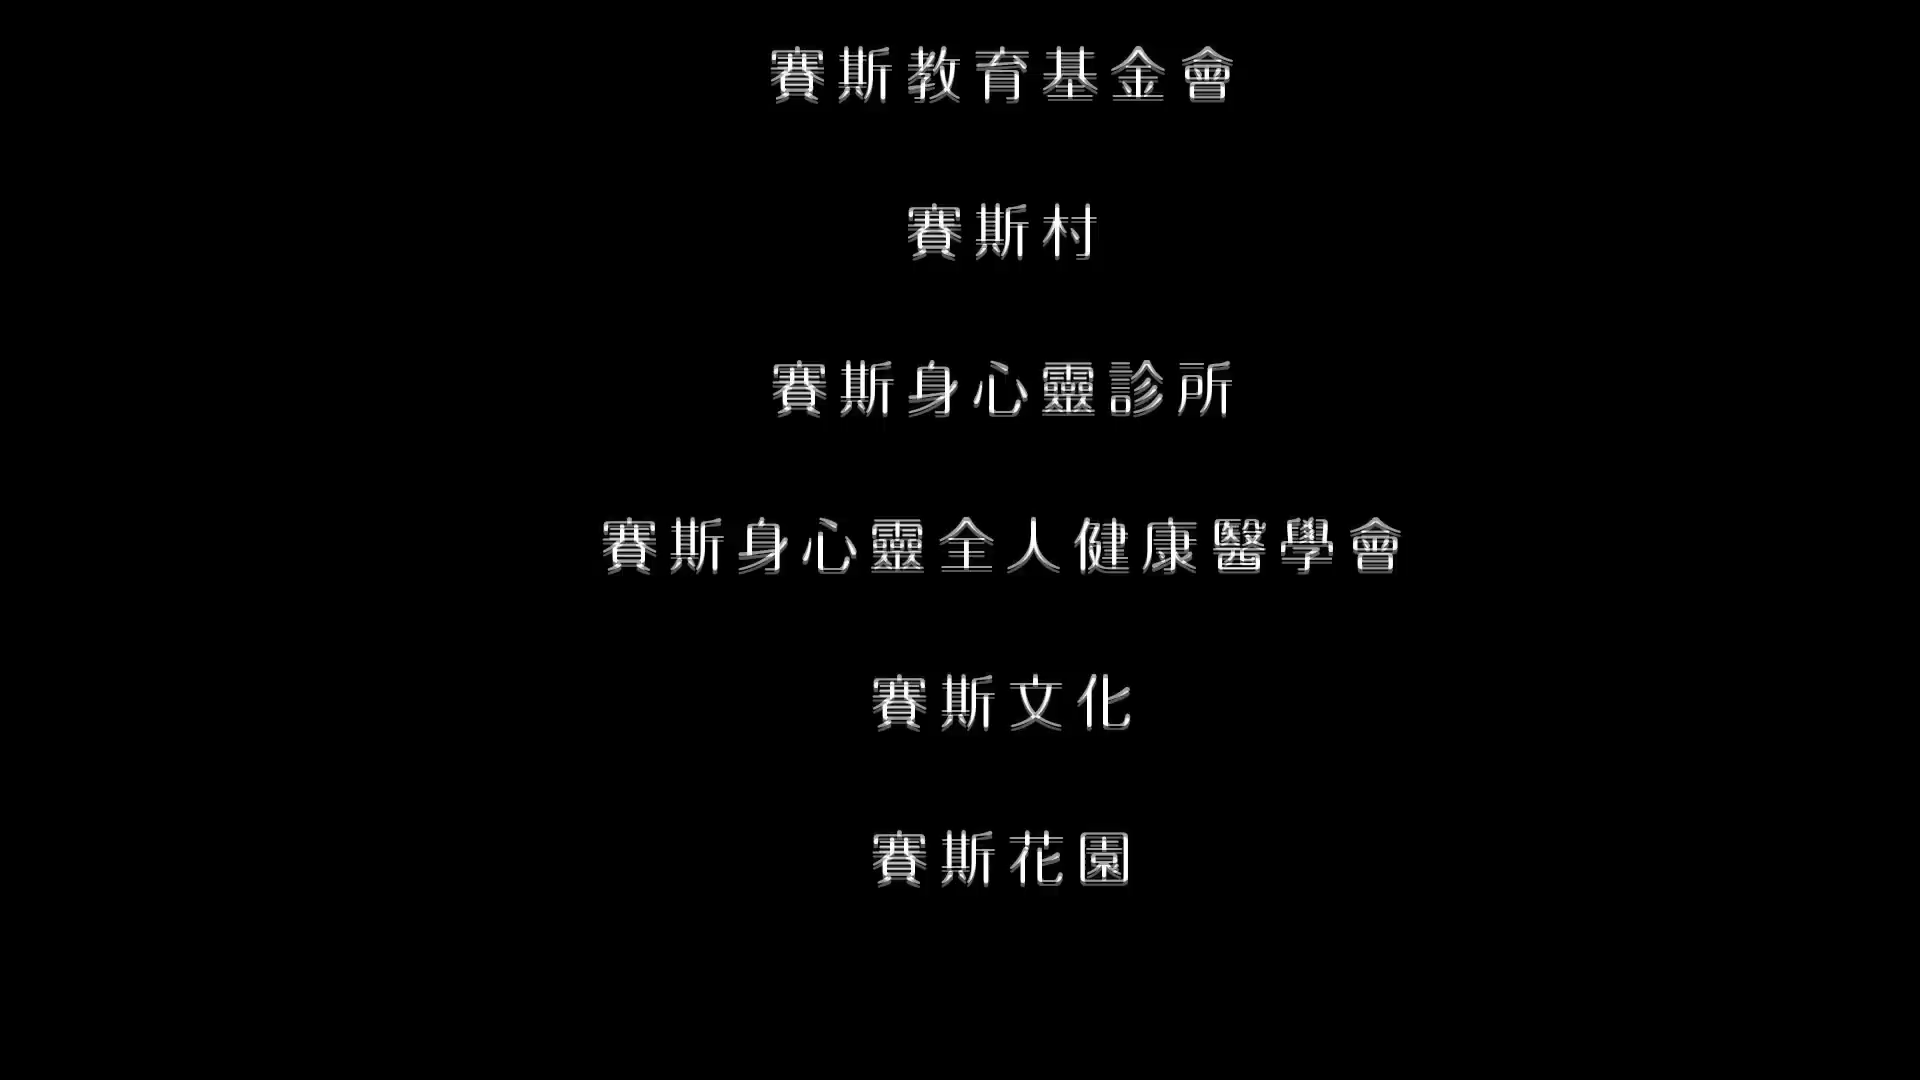 賽斯教育基金會
賽斯村
賽斯身心靈診所
賽斯身心靈全人健康醫學會
賽斯文化
賽斯花園